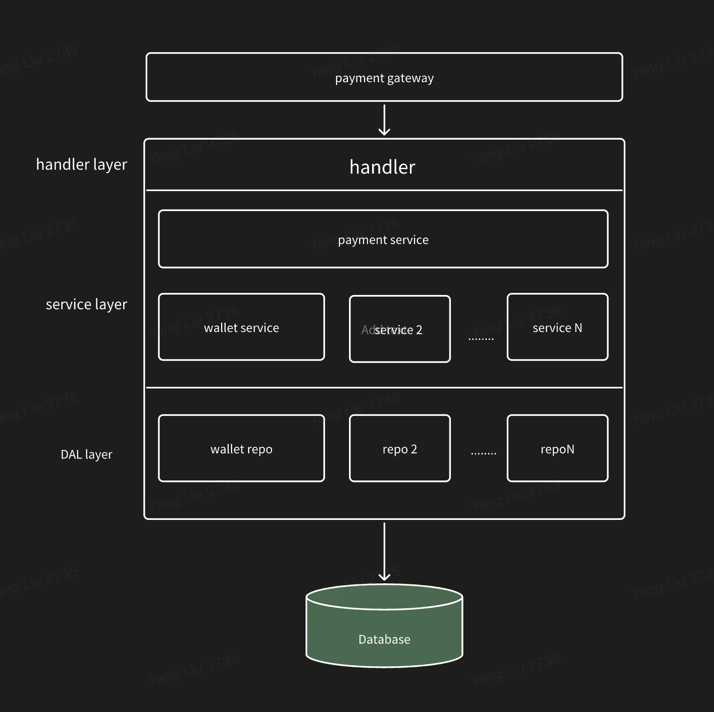 payment gateway
handler layer
handler
payment service
service layer
wallet service
service 2
........
service N
DAL layer
wallet repo
repo 2
........
repoN
Database
Yang Liu 2735